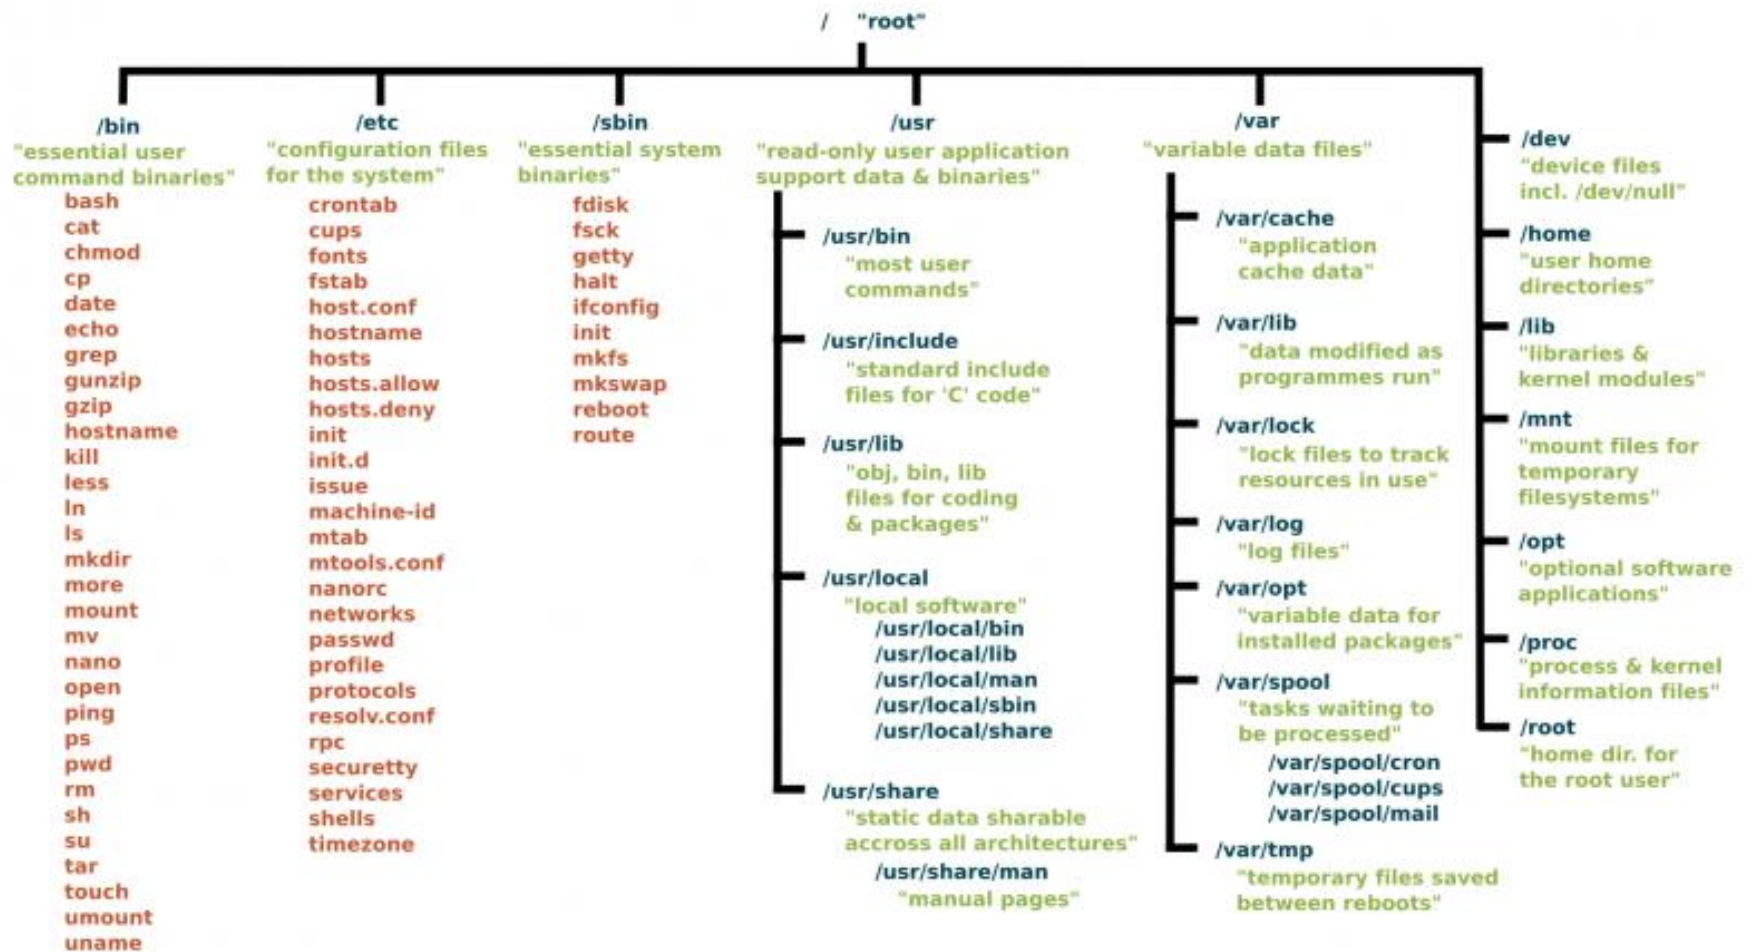 / "root"
/bin
"essential user
command binaries"
bash
cat
chmod
cp
date
echo
grep
gunzip
gzip
hostname
kill
less
ln
ls
mkdir
more
mount
mv
nano
open
ping
ps
pwd
rm
sh
su
tar
touch
umount
uname
/etc
"configuration files
for the system"
crontab
cups
fonts
fstab
host.conf
hostname
hosts
hosts.allow
hosts.deny
init
init.d
issue
machine-id
mtab
mtools.conf
nanorc
networks
passwd
profile
protocols
resolv.conf
rpc
securetty
services
shells
timezone
/sbin
"essential system
binaries"
fdisk
fsck
getty
halt
ifconfig
init
mkfs
mkswap
reboot
route
/usr
"read-only user application
support data & binaries"
/usr/bin
"most user
commands"
/usr/include
"standard include
files for 'C' code"
/usr/lib
"obj, bin, lib
files for coding
& packages"
/usr/local
"local software"
/usr/local/bin
/usr/local/lib
/usr/local/man
/usr/local/sbin
/usr/local/share
/usr/share
"static data sharable
accross all architectures"
/usr/share/man
"manual pages"
/var
"variable data files"
/var/cache
"application
cache data"
/var/lib
"data modified as
programmes run"
/var/lock
"lock files to track
resources in use"
/var/log
"log files"
/var/opt
"variable data for
installed packages"
/var/spool
"tasks waiting to
be processed"
/var/spool/cron
/var/spool/cups
/var/spool/mail
/var/tmp
"temporary files saved
between reboots"
/dev
"device files
incl. /dev/null"
/home
"user home
directories"
/lib
"libraries &
kernel modules"
/mnt
"mount files for
temporary
filesystems"
/opt
"optional software
applications"
/proc
"process & kernel
information files"
/root
"home dir. for
the root user"